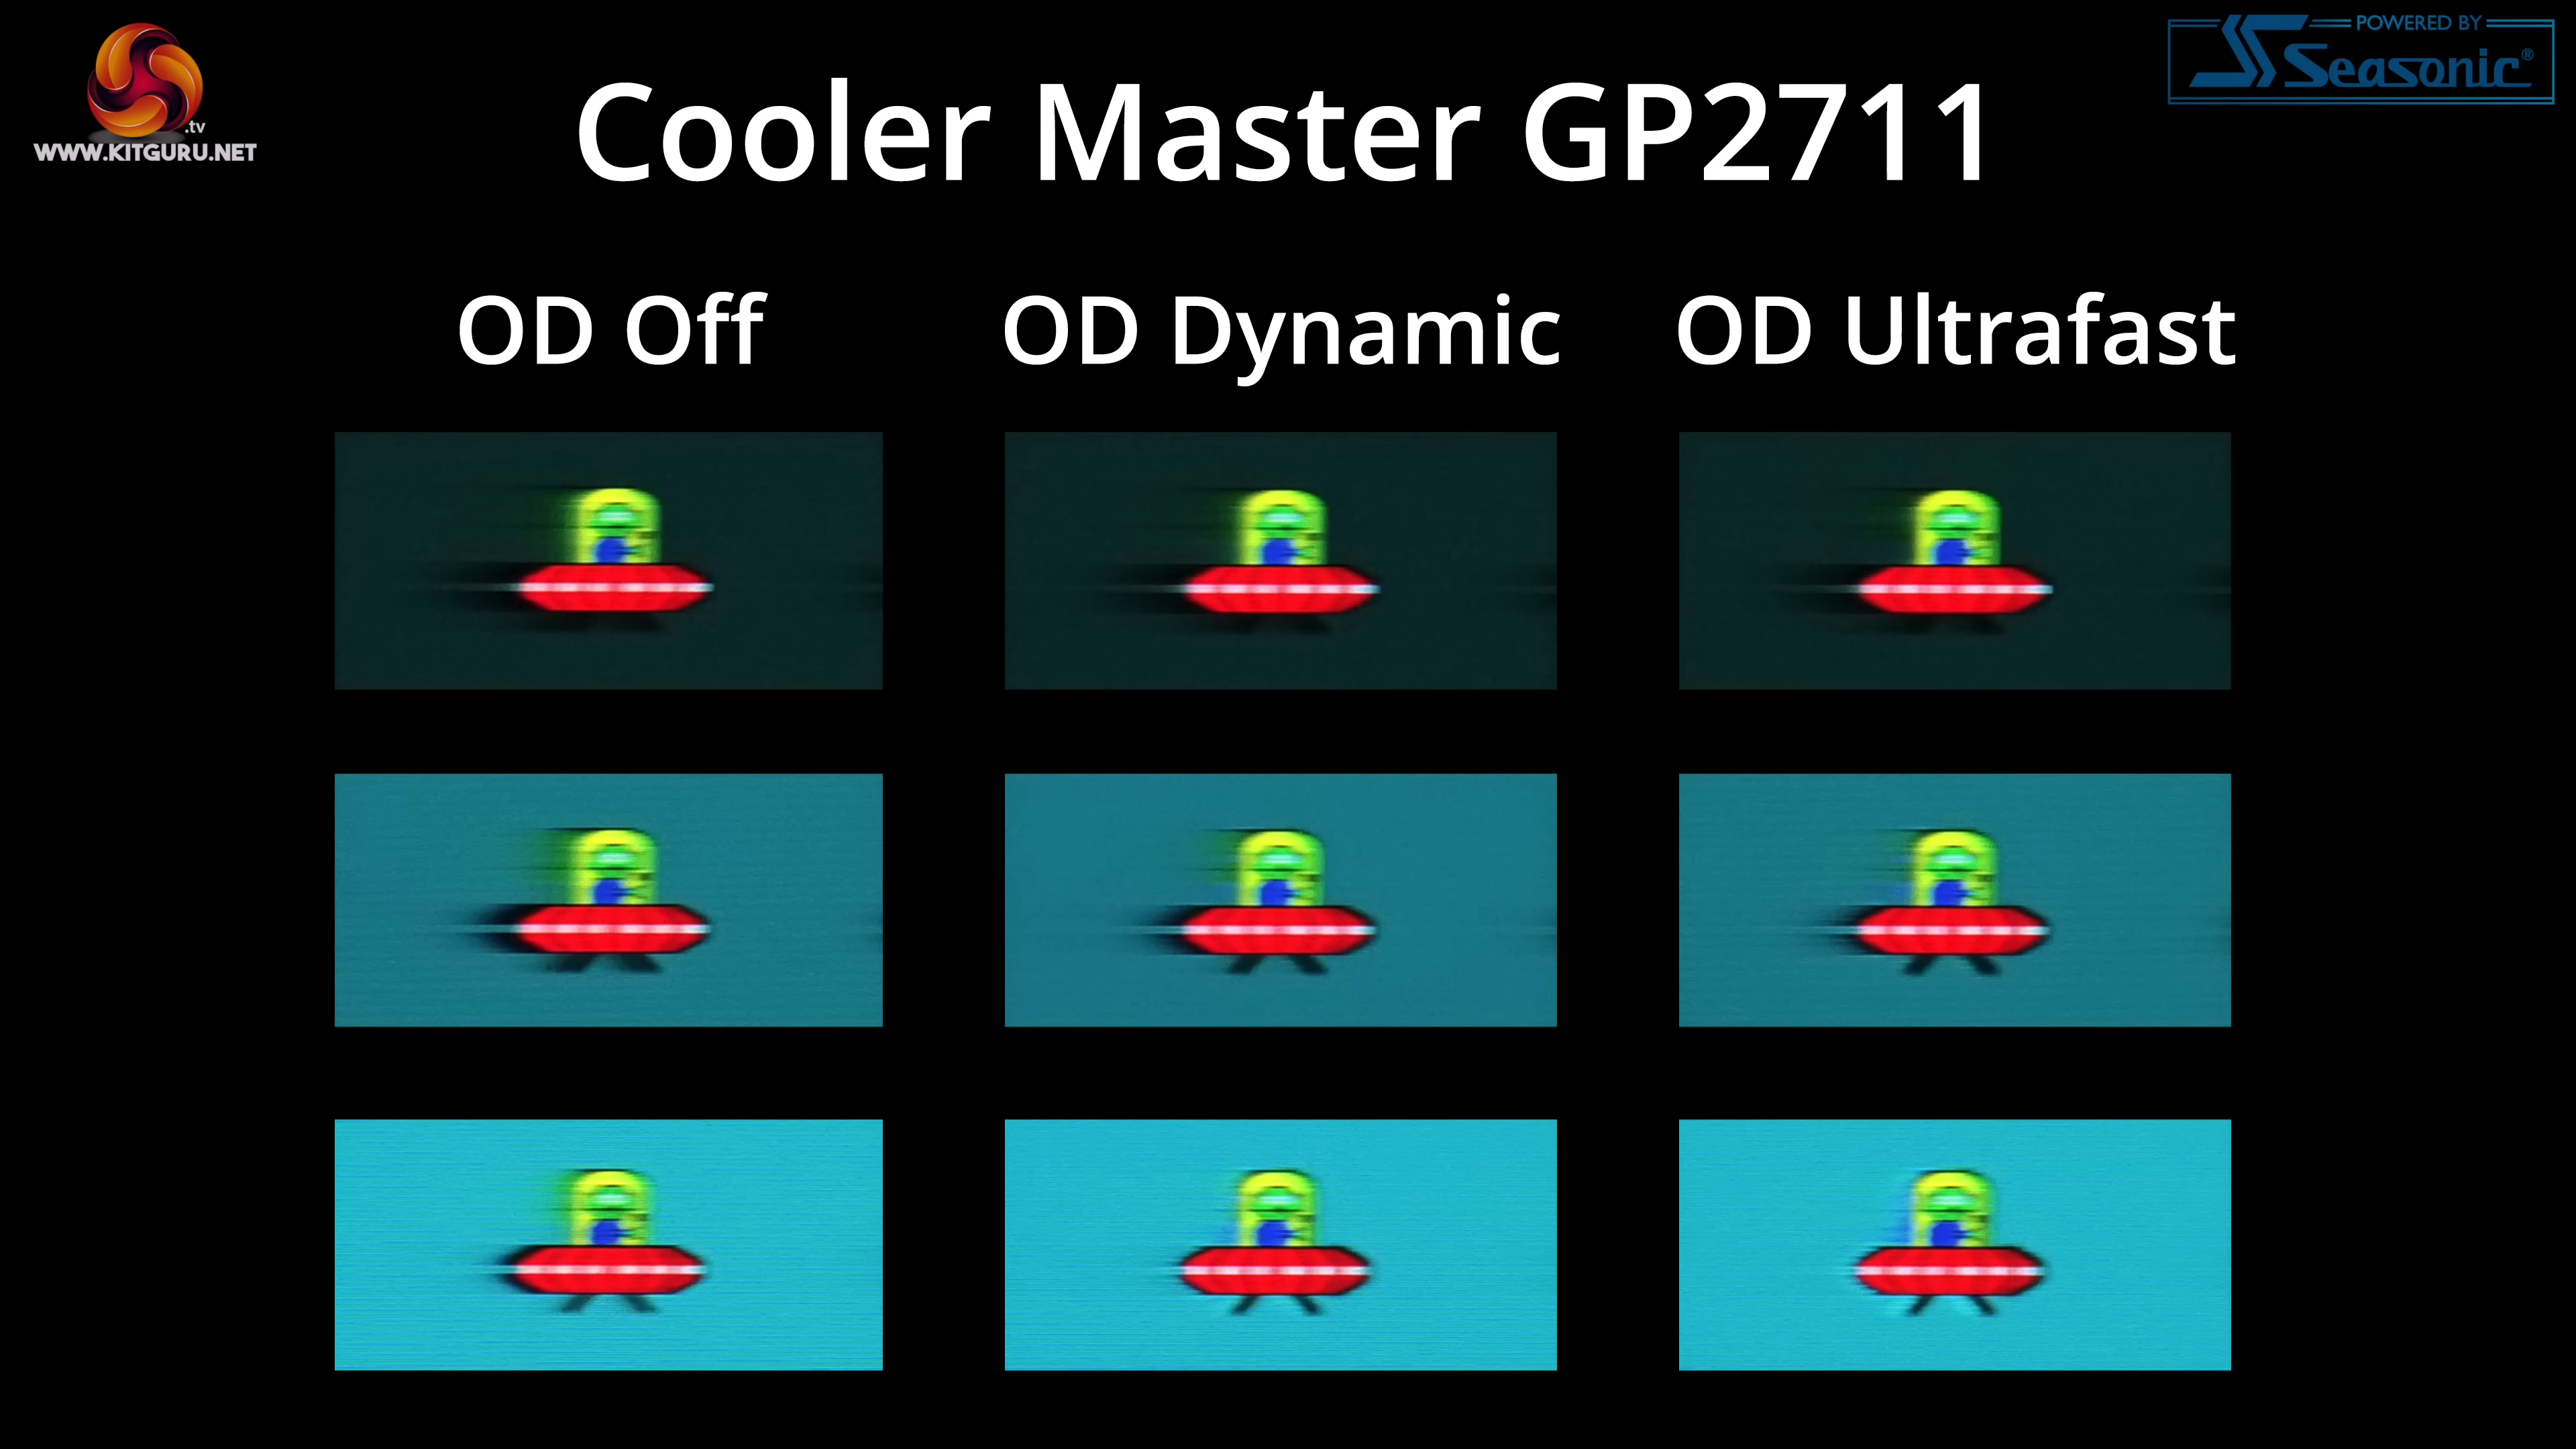 .tv
WWW.KITGURU.NET
POWERED BY
Seasonic®
Cooler Master GP2711
OD Off
OD Dynamic
OD Ultrafast